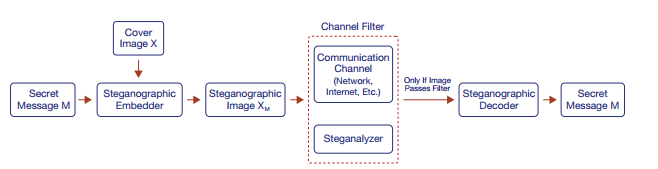 Channel Filter
Cover
Image X
Communication
Channel
(Network,
Internet, Etc.)
Only If Image
Passes Filter
Secret
Message M
Steganographic
Embedder
Steganographic
Image XM
Steganographic
Decoder
Secret
Message M
Steganalyzer